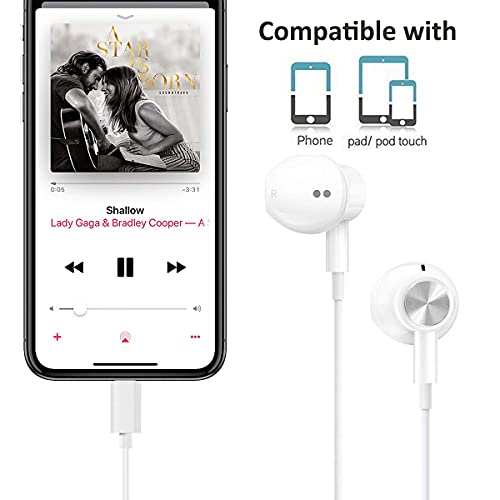 Compatible with
Phone
pad/ pod touch
A
STAR
IS
BORN
SOUNDTRACK
0:05
-3:31
Shallow
Lady Gaga & Bradley Cooper — A S
R